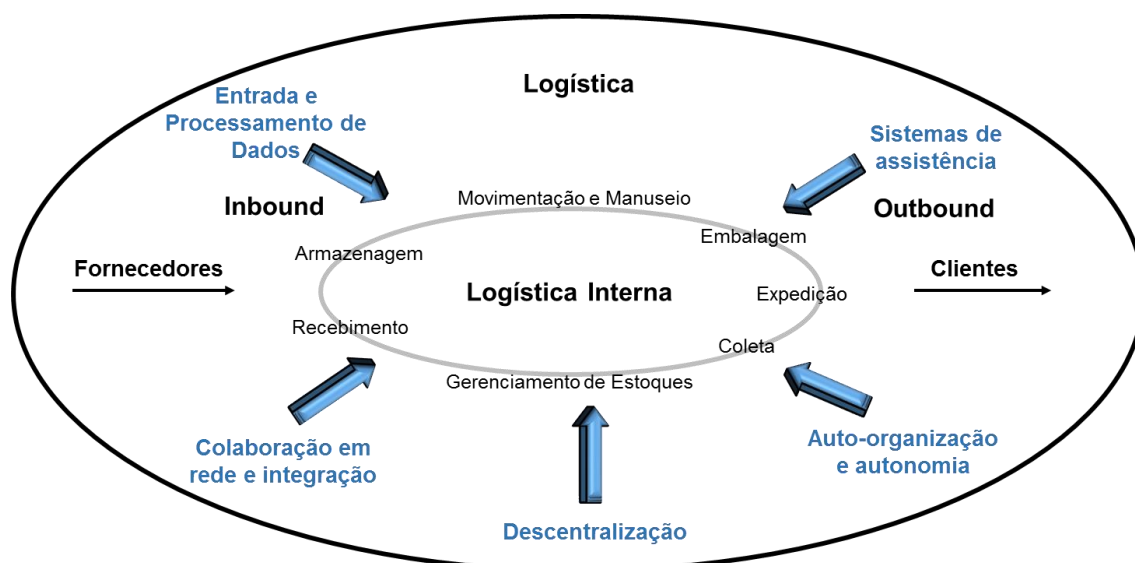 Logística
Entrada e
Processamento de
Dados
Sistemas de
assistência
Inbound
Movimentação e Manuseio
Outbound
Embalagem
Armazenagem
Fornecedores
Logística Interna
Expedição
Clientes
Recebimento
Coleta
Gerenciamento de Estoques
Colaboração em
rede e integração
Auto-organização
e autonomia
Descentralização